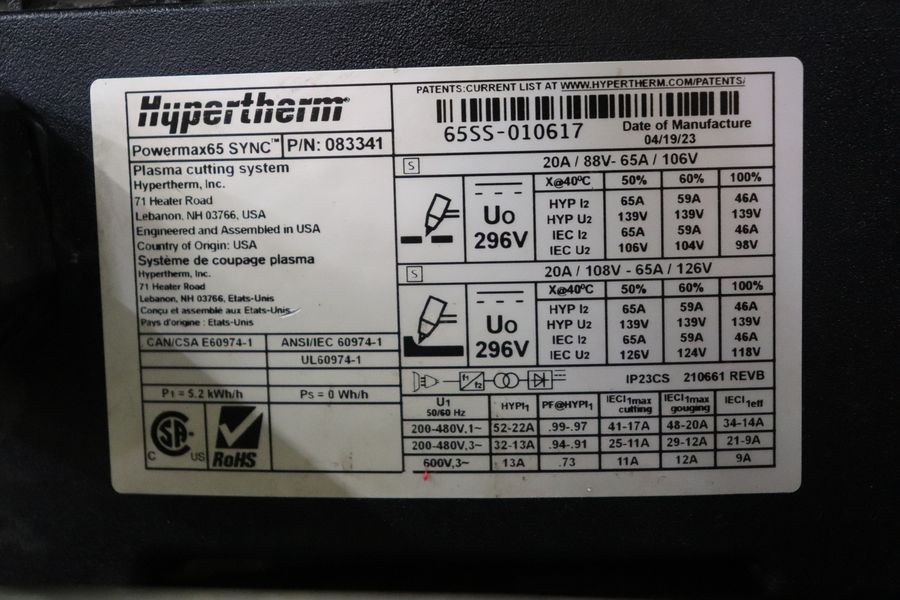 Hypertherm®
Powermax65 SYNC™ P/N: 083341
Plasma cutting system
Hypertherm, Inc.
71 Heater Road
Lebanon, NH 03766, USA
Engineered and Assembled in USA
Country of Origin: USA
Système de coupage plasma
Hypertherm, Inc.
71 Heater Road
Lebanon, NH 03766, Etats-Unis
Conçu et assemblé aux Etats-Unis
Pays d'origine : Etats-Unis
CAN/CSA E60974-1 ANSI/IEC 60974-1
UL60974-1
P1 = 5.2 kWh/h Ps = 0 Wh/h
C SA US RoHS
PATENTS:CURRENT LIST AT WWW.HYPERTHERM.COM/PATENTS/
65SS-010617 Date of Manufacture
04/19/23
S 20A / 88V- 65A / 106V
U0 296V
X@40ºC 50% 60% 100%
HYP I2 65A 59A 46A
HYP U2 139V 139V 139V
IEC I2 65A 59A 46A
IEC U2 106V 104V 98V
S 20A / 108V - 65A / 126V
U0 296V
X@40ºC 50% 60% 100%
HYP I2 65A 59A 46A
HYP U2 139V 139V 139V
IEC I2 65A 59A 46A
IEC U2 126V 124V 118V
f1 f2 IP23CS 210661 REVB
U1 50/60 Hz HYPI1 PF@HYPI1 IECI1max cutting IECI1max gouging IECI1eff
200-480V,1~ 52-22A .99-.97 41-17A 48-20A 34-14A
200-480V,3~ 32-13A .94-.91 25-11A 29-12A 21-9A
600V,3~ 13A .73 11A 12A 9A